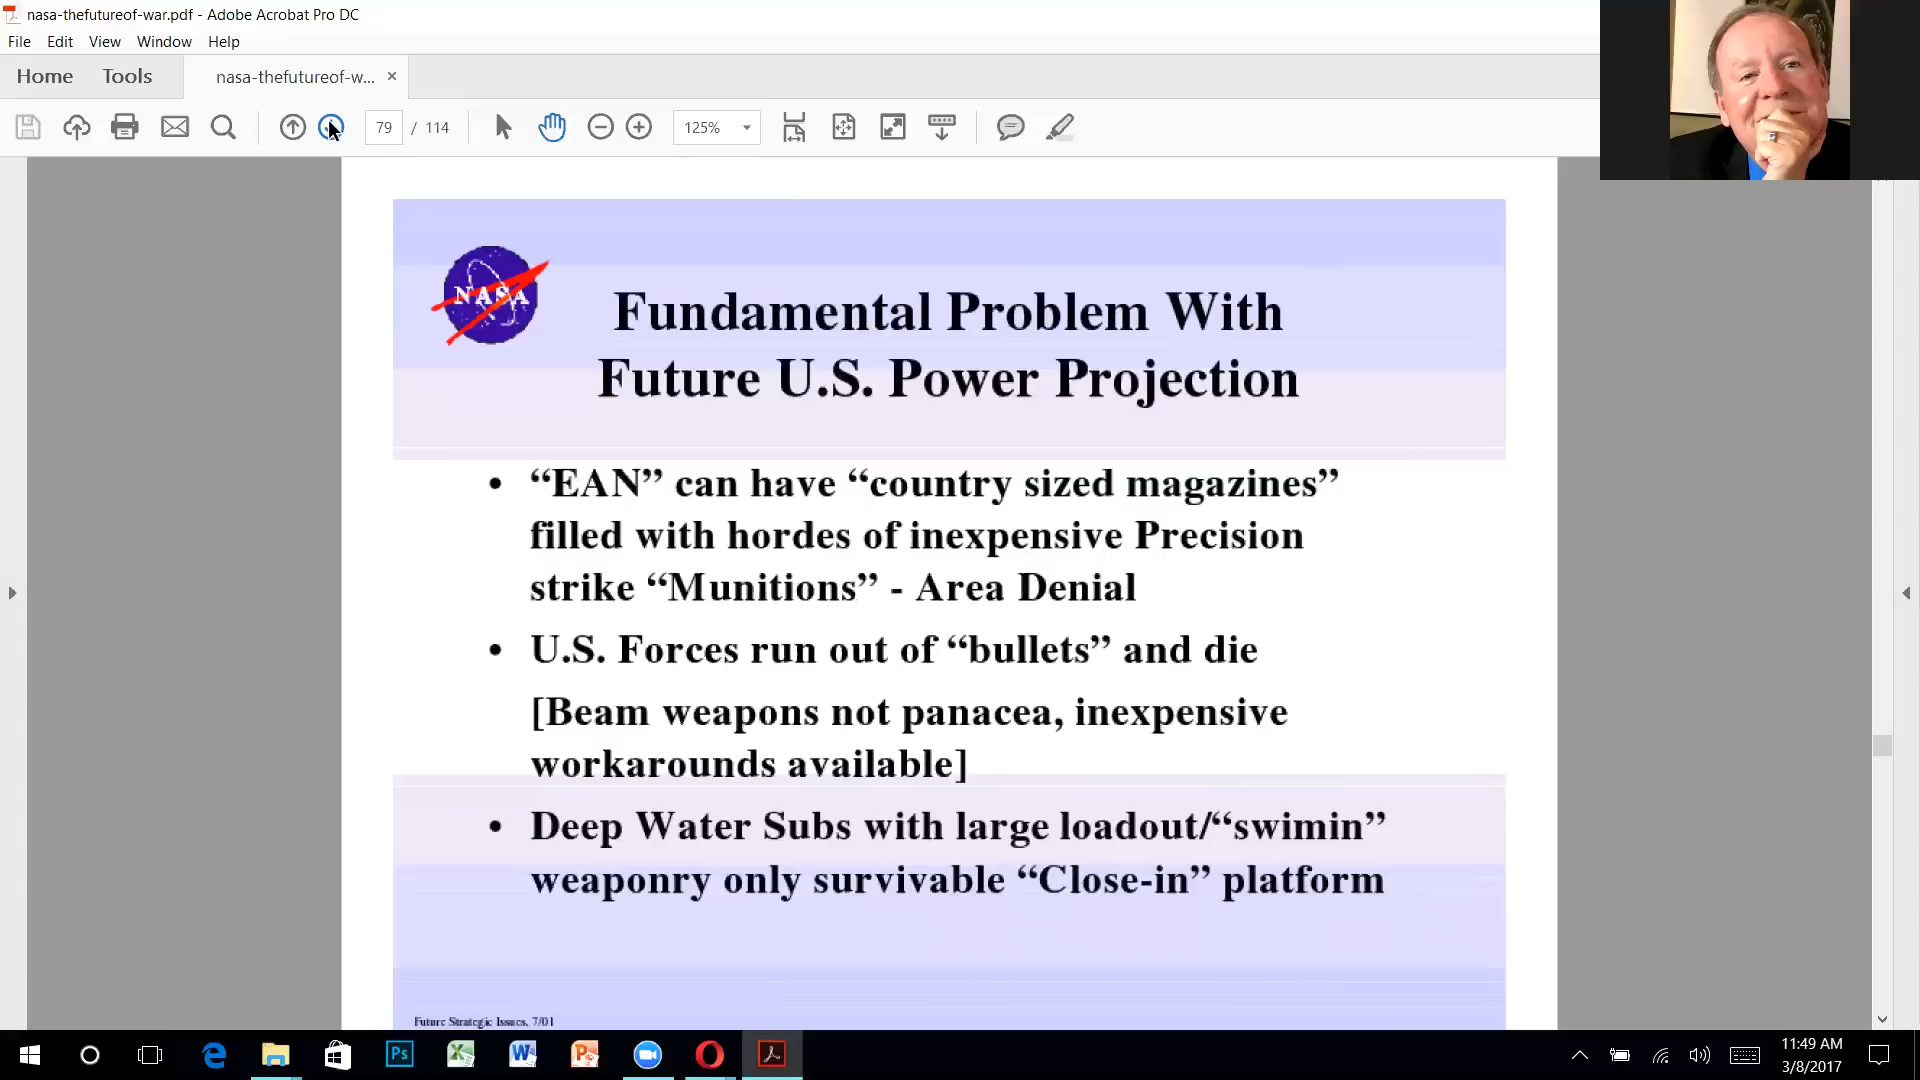 nasa-thefutureof-war.pdf - Adobe Acrobat Pro DC
File Edit View Window Help
Home Tools nasa-thefutureof-w... ×
79 / 114 125%
NASA
Fundamental Problem With
Future U.S. Power Projection
• “EAN” can have “country sized magazines”
filled with hordes of inexpensive Precision
strike “Munitions” - Area Denial
• U.S. Forces run out of “bullets” and die
[Beam weapons not panacea, inexpensive
workarounds available]
• Deep Water Subs with large loadout/“swimin”
weaponry only survivable “Close-in” platform
Future Strategic Issues, 7/01
11:49 AM
3/8/2017